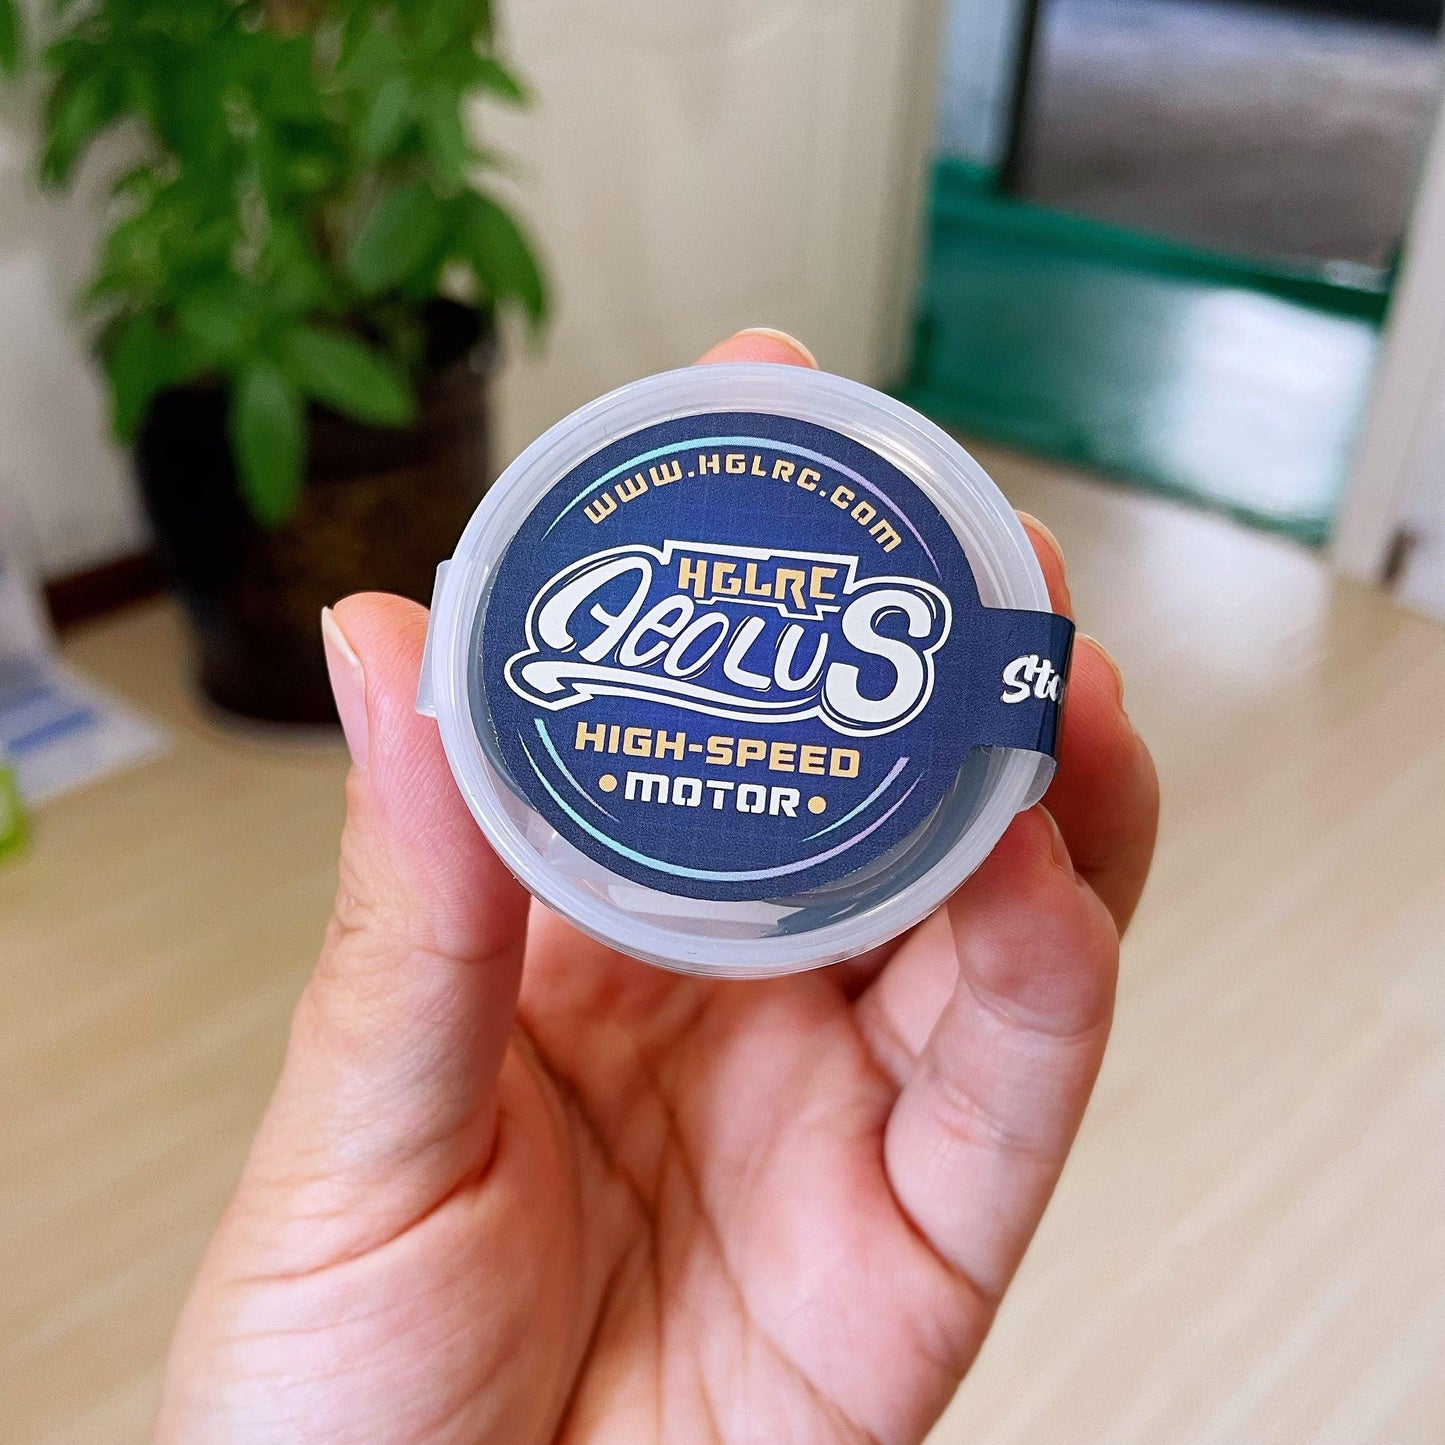 WWW.HGLRC.COM
HGLRC
AEOLUS
HIGH-SPEED
•MOTOR•